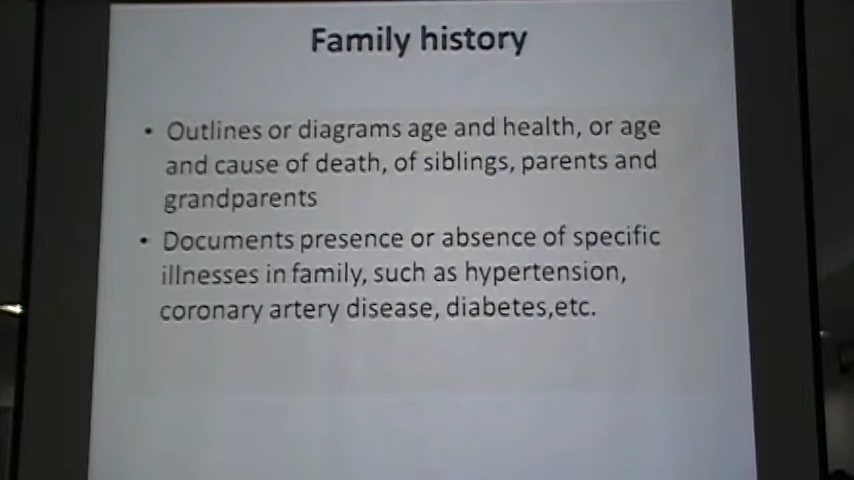 Family history
• Outlines or diagrams age and health, or age
and cause of death, of siblings, parents and
grandparents
• Documents presence or absence of specific
illnesses in family, such as hypertension,
coronary artery disease, diabetes,etc.